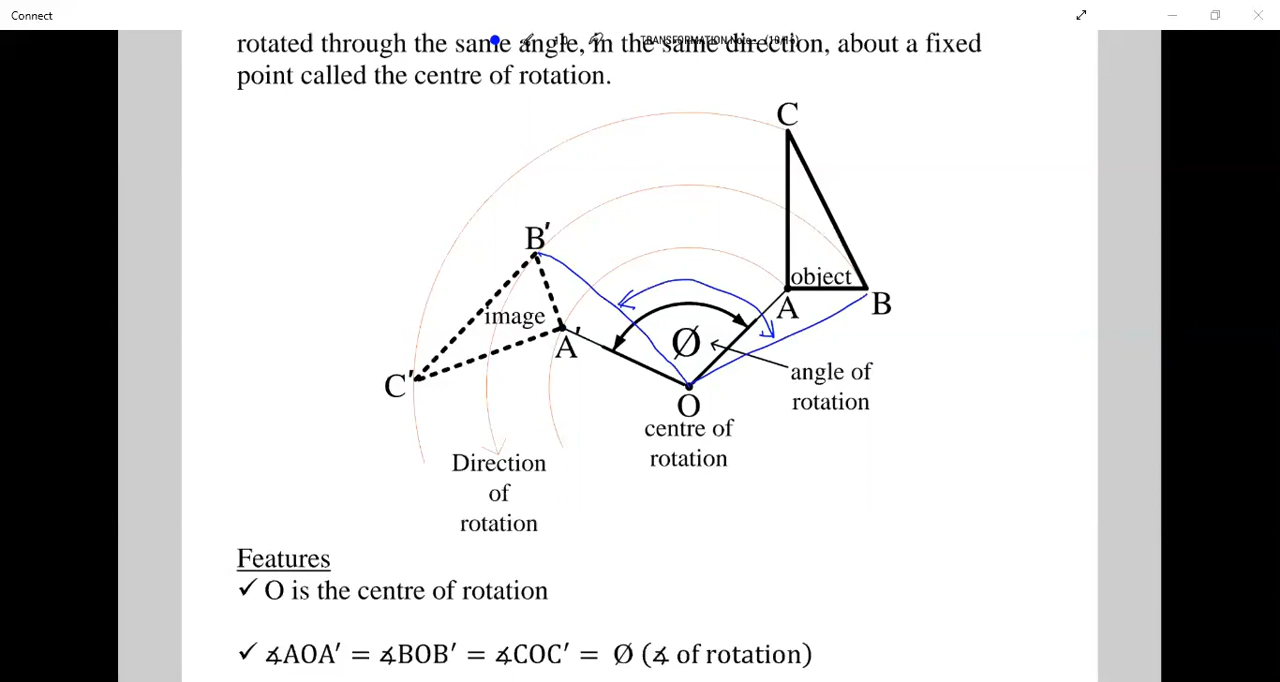 Connect
TRANSFORMATION Note
rotated through the same angle, in the same direction, about a fixed
point called the centre of rotation.
C
B′
object
A
B
image
A′
Ø
C′
angle of
rotation
O
centre of
rotation
Direction
of
rotation
Features
✓ O is the centre of rotation
✓ ∡AOA′ = ∡BOB′ = ∡COC′ = Ø (∡ of rotation)